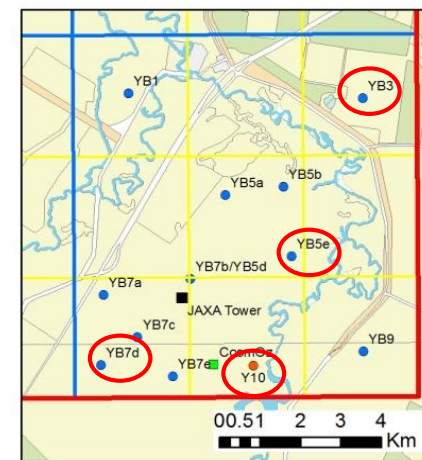 YB3
YB1
YB5a
YB5b
YB5e
YB7b/YB5d
YB7a
JAXA Tower
YB7c
YB7d
CosmOz
YB9
YB7e
Y10
00.51 2 3 4
Km